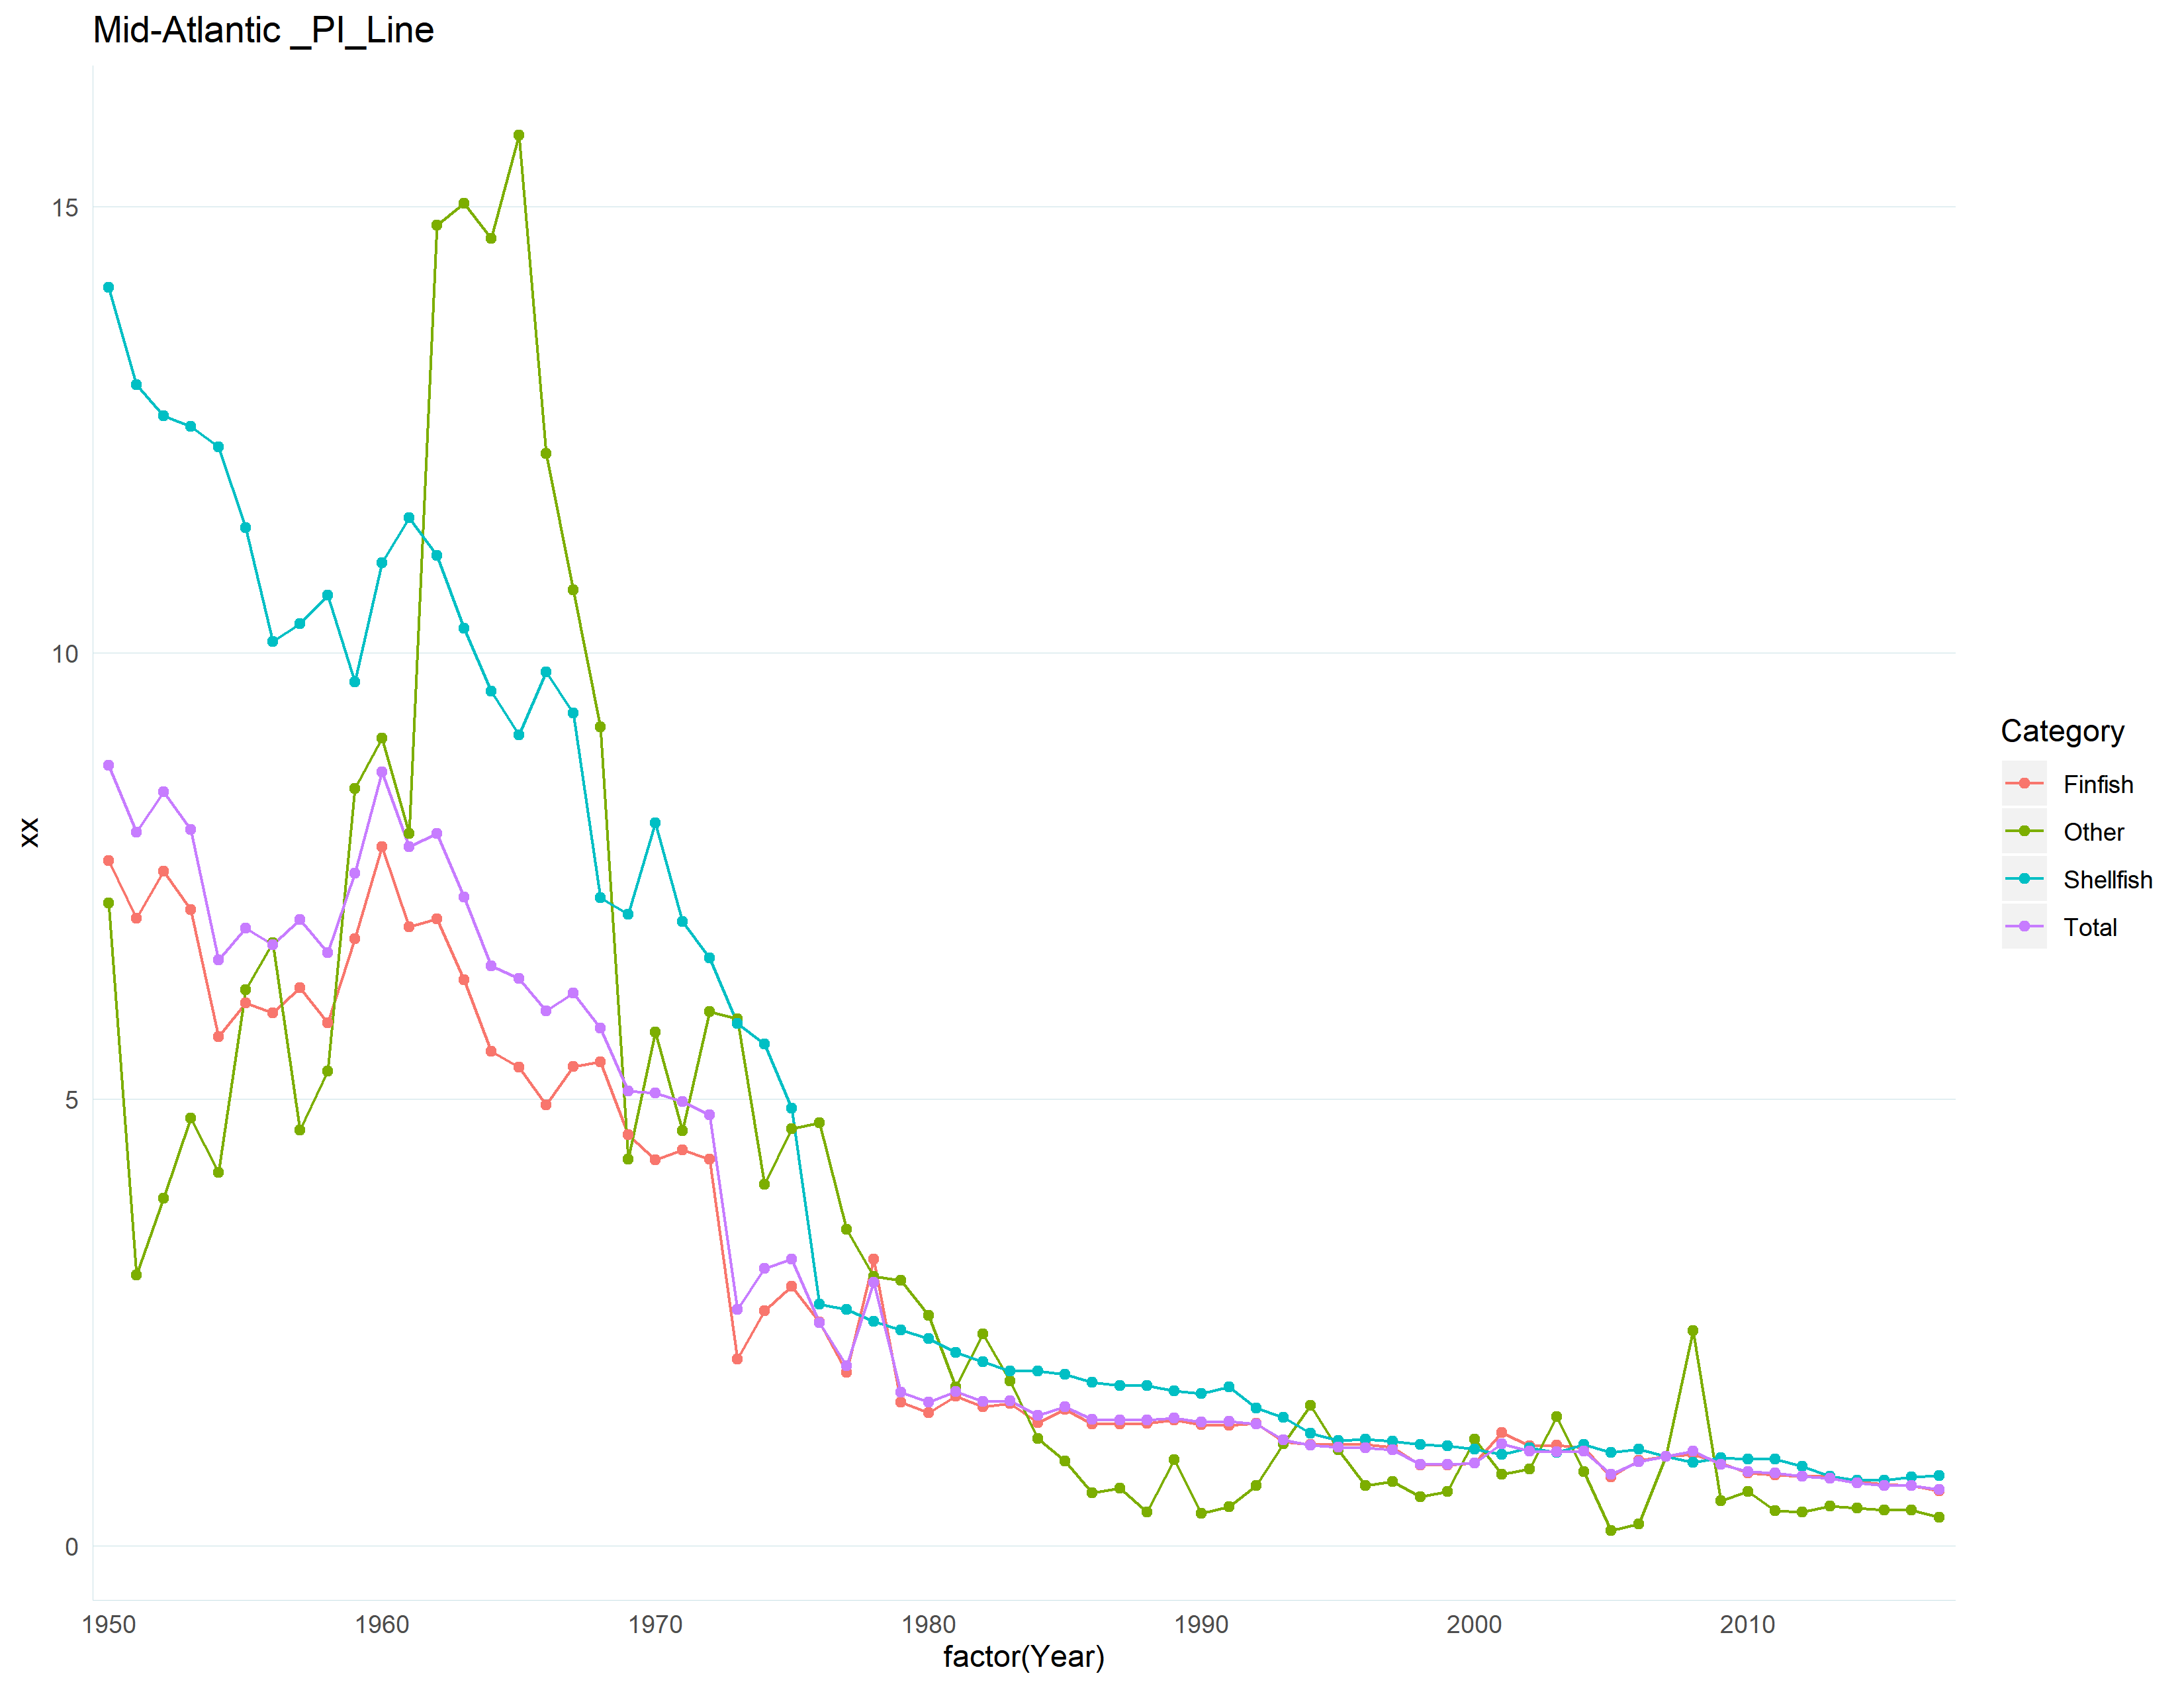 Mid-Atlantic _PI_Line
15
10
5
0
xx
1950 1960 1970 1980 1990 2000 2010
factor(Year)
Category
Finfish
Other
Shellfish
Total